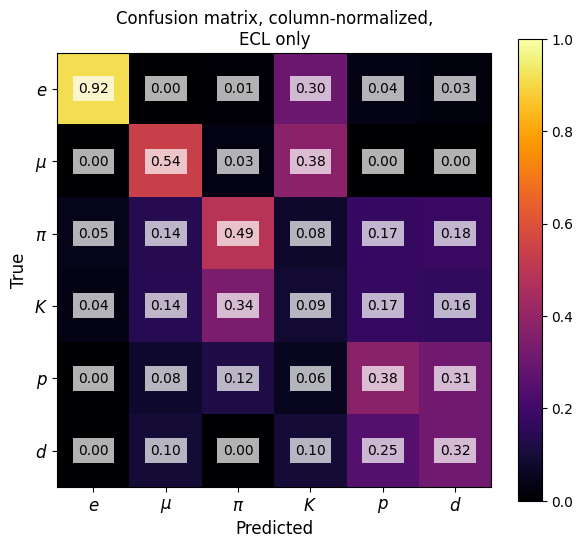 Confusion matrix, column-normalized,
ECL only
True
e 0.92 0.00 0.01 0.30 0.04 0.03
μ 0.00 0.54 0.03 0.38 0.00 0.00
π 0.05 0.14 0.49 0.08 0.17 0.18
K 0.04 0.14 0.34 0.09 0.17 0.16
p 0.00 0.08 0.12 0.06 0.38 0.31
d 0.00 0.10 0.00 0.10 0.25 0.32
e μ π K p d
Predicted
1.0
0.8
0.6
0.4
0.2
0.0